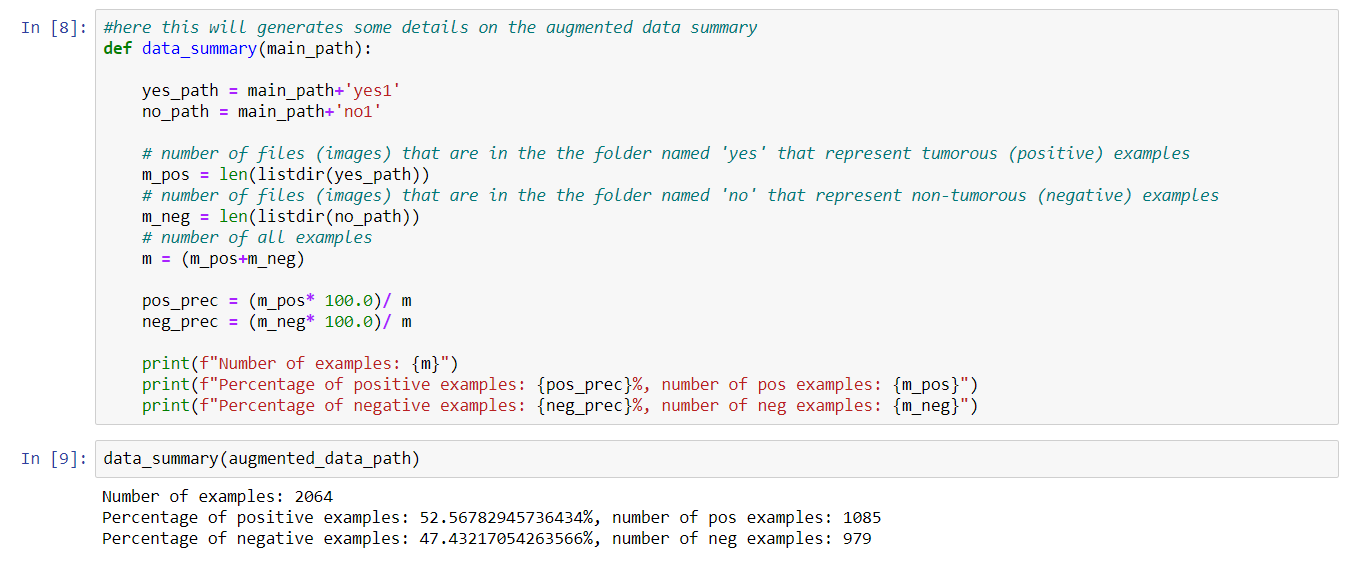 In [8]: #here this will generates some details on the augmented data summary
def data_summary(main_path):
yes_path = main_path+'yes1'
no_path = main_path+'no1'
# number of files (images) that are in the the folder named 'yes' that represent tumorous (positive) examples
m_pos = len(listdir(yes_path))
# number of files (images) that are in the the folder named 'no' that represent non-tumorous (negative) examples
m_neg = len(listdir(no_path))
# number of all examples
m = (m_pos+m_neg)
pos_prec = (m_pos* 100.0)/ m
neg_prec = (m_neg* 100.0)/ m
print(f"Number of examples: {m}")
print(f"Percentage of positive examples: {pos_prec}%, number of pos examples: {m_pos}")
print(f"Percentage of negative examples: {neg_prec}%, number of neg examples: {m_neg}")
In [9]: data_summary(augmented_data_path)
Number of examples: 2064
Percentage of positive examples: 52.56782945736434%, number of pos examples: 1085
Percentage of negative examples: 47.43217054263566%, number of neg examples: 979